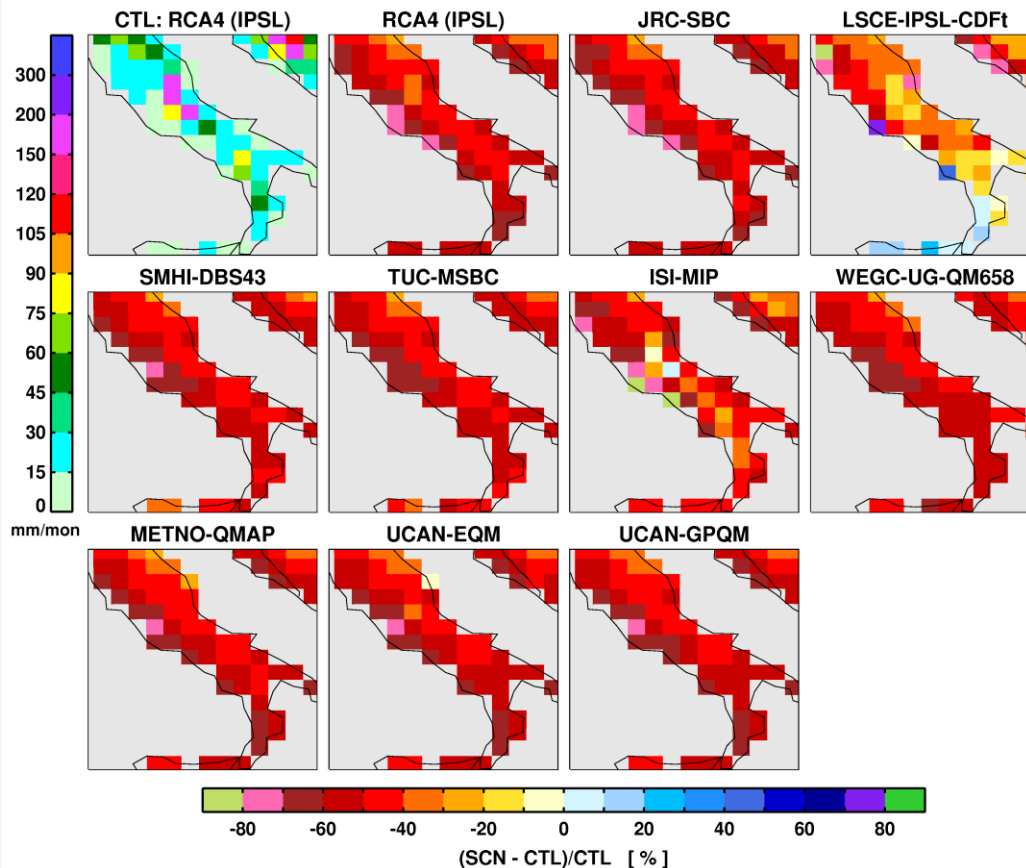 CTL: RCA4 (IPSL)
RCA4 (IPSL)
JRC-SBC
LSCE-IPSL-CDFt
300
200
150
120
105
90
75
60
45
30
15
0
mm/mon
SMHI-DBS43
TUC-MSBC
ISI-MIP
WEGC-UG-QM658
METNO-QMAP
UCAN-EQM
UCAN-GPQM
-80 -60 -40 -20 0 20 40 60 80
(SCN - CTL)/CTL [ % ]